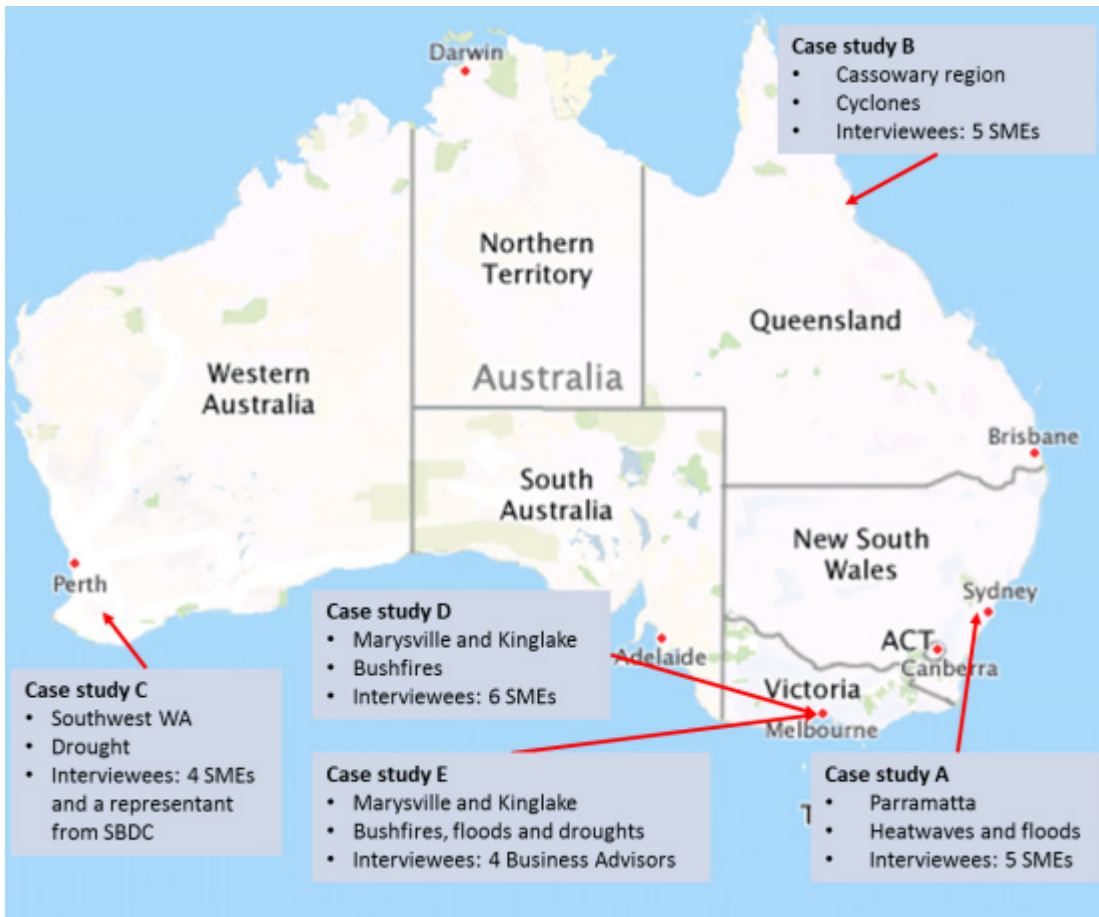 Case study B
• Cassowary region
• Cyclones
• Interviewees: 5 SMEs
Darwin
Northern
Territory
Queensland
Western
Australia
Australia
Brisbane
South
Australia
New South
Wales
Perth
Sydney
ACT
Canberra
Adelaide
Victoria
Melbourne
Case study D
• Marysville and Kinglake
• Bushfires
• Interviewees: 6 SMEs
Case study C
• Southwest WA
• Drought
• Interviewees: 4 SMEs
and a representant
from SBDC
Case study E
• Marysville and Kinglake
• Bushfires, floods and droughts
• Interviewees: 4 Business Advisors
Case study A
• Parramatta
• Heatwaves and floods
• Interviewees: 5 SMEs